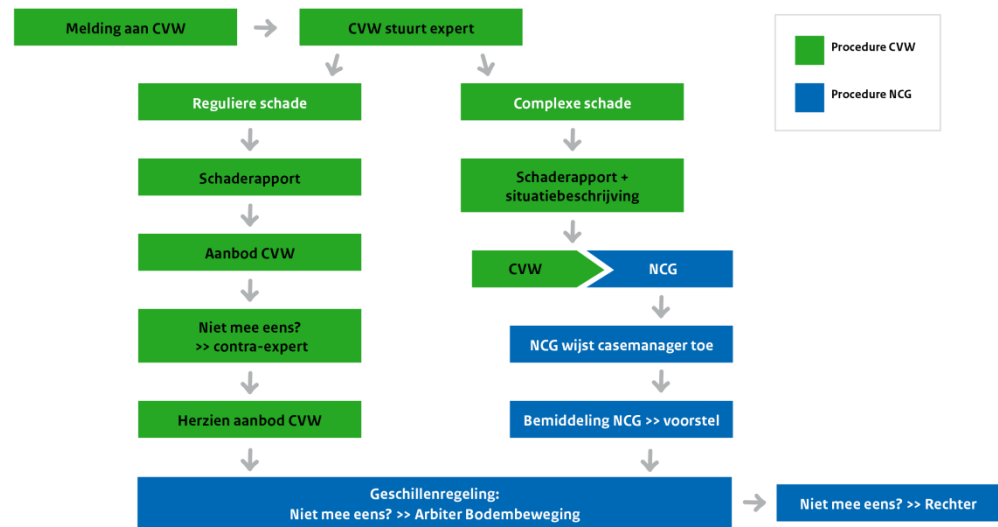 Melding aan CVW
CVW stuurt expert
Procedure CVW
Procedure NCG
Reguliere schade
Complexe schade
Schaderapport
Schaderapport +
situatiebeschrijving
Aanbod CVW
CVW
NCG
Niet mee eens?
>> contra-expert
NCG wijst casemanager toe
Herzien aanbod CVW
Bemiddeling NCG >> voorstel
Geschillenregeling:
Niet mee eens? >> Arbiter Bodembeweging
Niet mee eens? >> Rechter